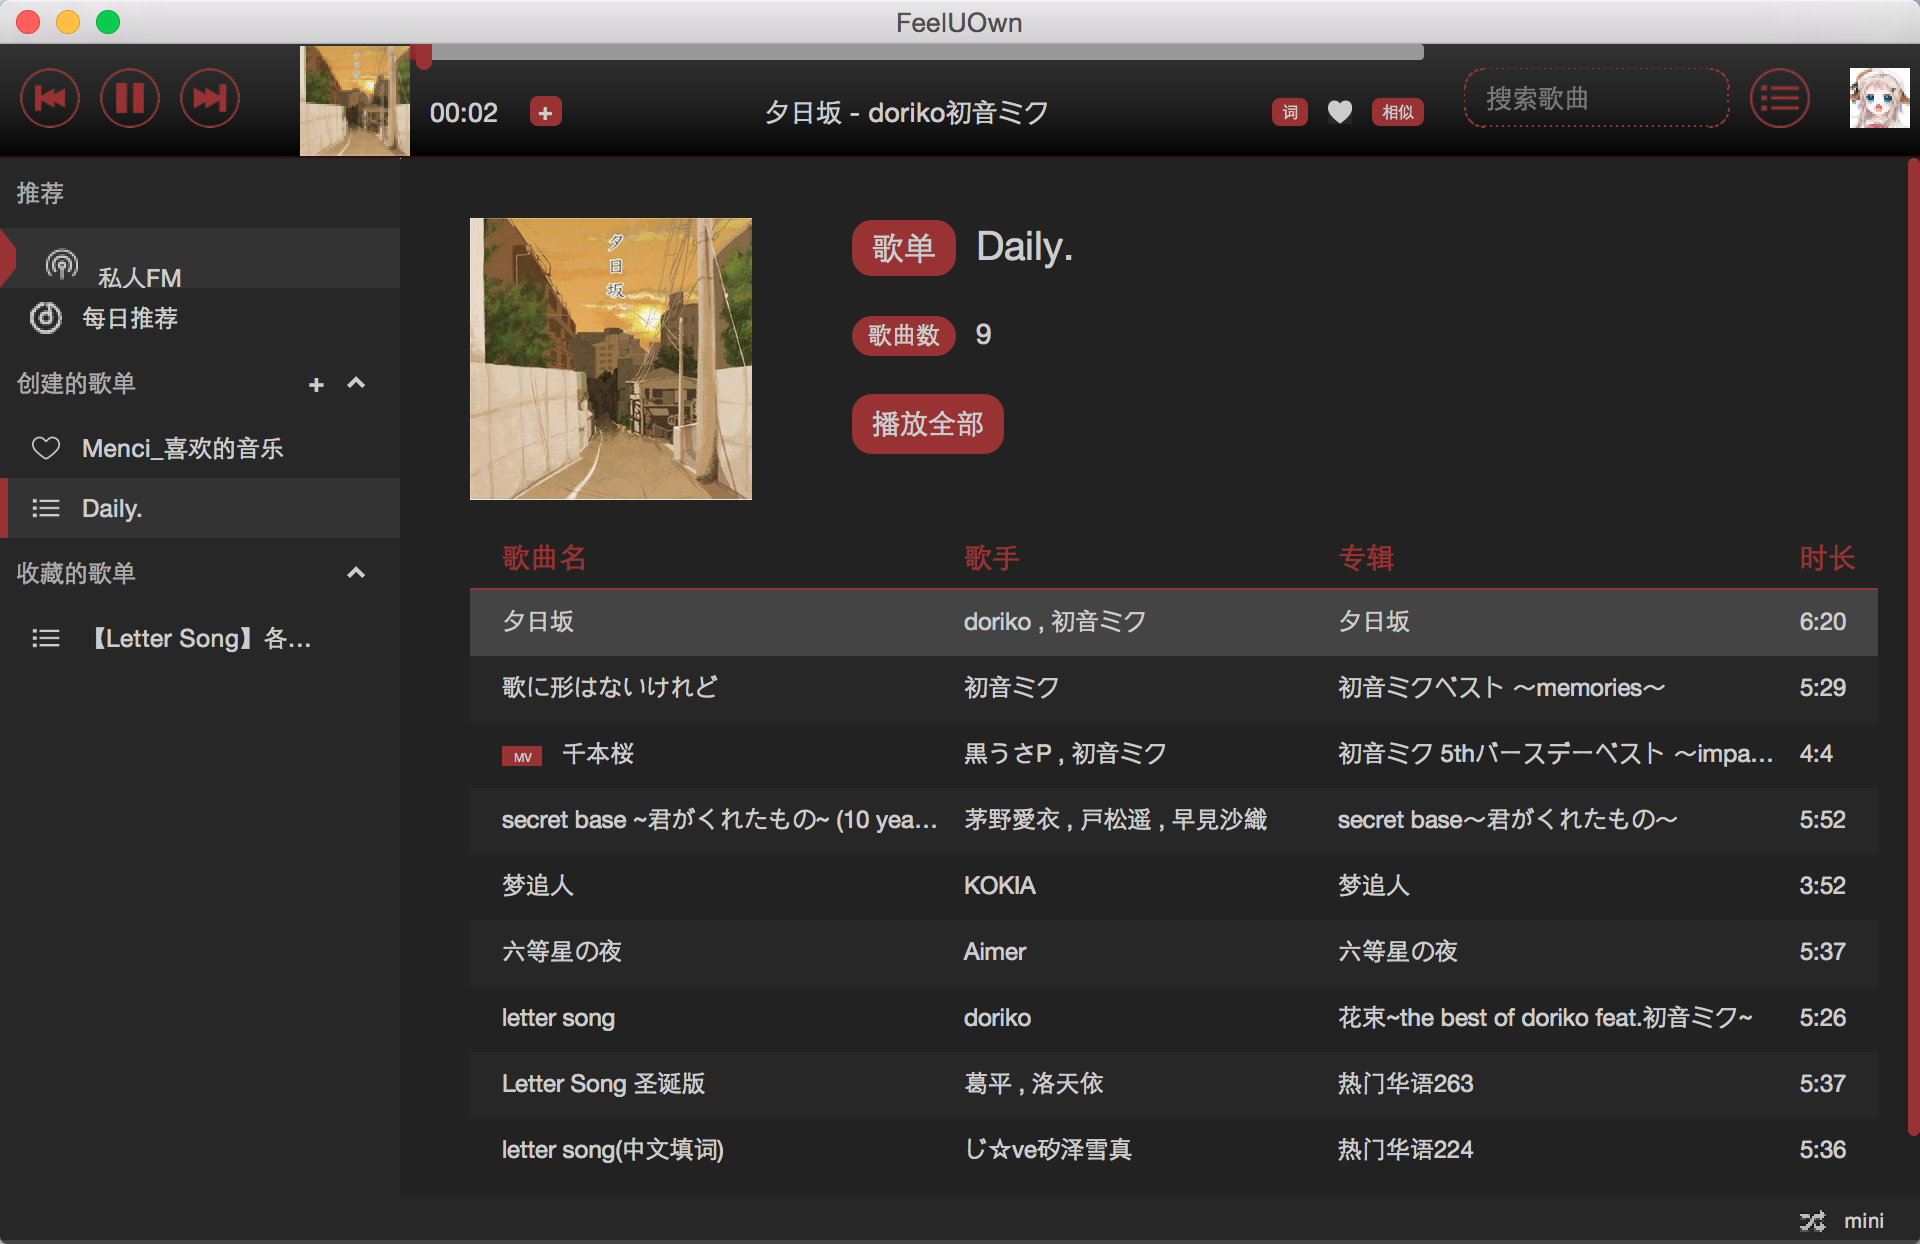 FeelUOwn
00:02
夕日坂 - doriko初音ミク
词
相似
搜索歌曲
推荐
私人FM
每日推荐
创建的歌单
Menci_喜欢的音乐
Daily.
收藏的歌单
【Letter Song】各...
夕日坂
歌单 Daily.
歌曲数 9
播放全部
歌曲名 歌手 专辑 时长
夕日坂 doriko , 初音ミク 夕日坂 6:20
歌に形はないけれど 初音ミク 初音ミクベスト ～memories～ 5:29
MV 千本桜 黒うさP , 初音ミク 初音ミク 5thバースデーベスト ～impa... 4:4
secret base ~君がくれたもの~ (10 yea... 茅野愛衣 , 戸松遥 , 早見沙織 secret base～君がくれたもの～ 5:52
梦追人 KOKIA 梦追人 3:52
六等星の夜 Aimer 六等星の夜 5:37
letter song doriko 花束~the best of doriko feat.初音ミク~ 5:26
Letter Song 圣诞版 葛平 , 洛天依 热门华语263 5:37
letter song(中文填词) じ☆ve矽泽雪真 热门华语224 5:36
mini